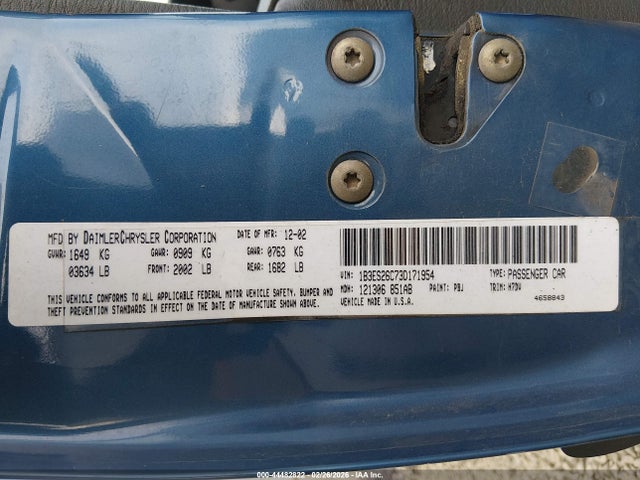 MFD BY DAIMLERCHRYSLER CORPORATION DATE OF MFR: 12-02
GVWR: 1649 KG GAWR: 0909 KG GAWR: 0763 KG
03634 LB FRONT: 2002 LB REAR: 1682 LB
THIS VEHICLE CONFORMS TO ALL APPLICABLE FEDERAL MOTOR VEHICLE SAFETY, BUMPER AND
THEFT PREVENTION STANDARDS IN EFFECT ON THE DATE OF MANUFACTURE SHOWN ABOVE.
VIN: 1B3ES26C73D171954 TYPE: PASSENGER CAR
MDH: 121306 851AB PAINT: PBJ TRIM: H7DV
MADE IN U.S.A. 4658843
000-44482822 02/26/2026 IAA Inc.